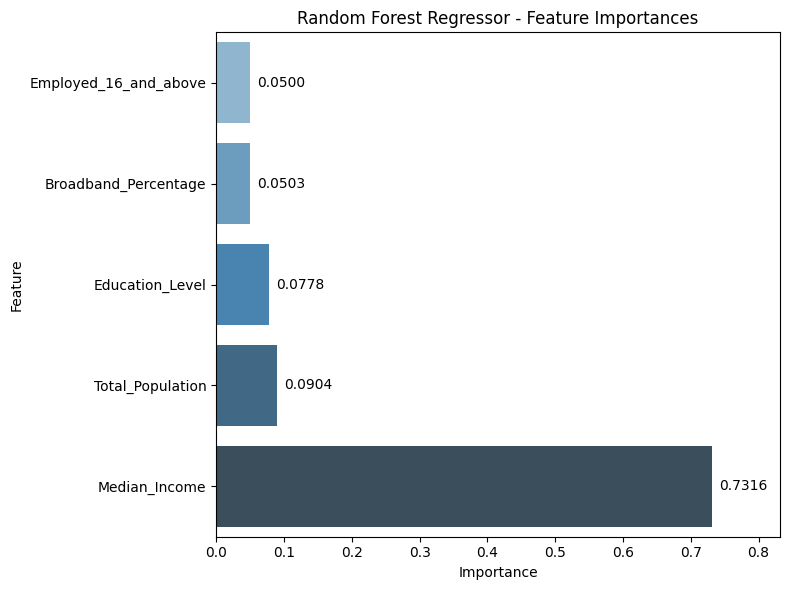 Random Forest Regressor - Feature Importances
Employed_16_and_above
0.0500
Broadband_Percentage
0.0503
Feature
Education_Level
0.0778
Total_Population
0.0904
Median_Income
0.7316
0.0 0.1 0.2 0.3 0.4 0.5 0.6 0.7 0.8
Importance